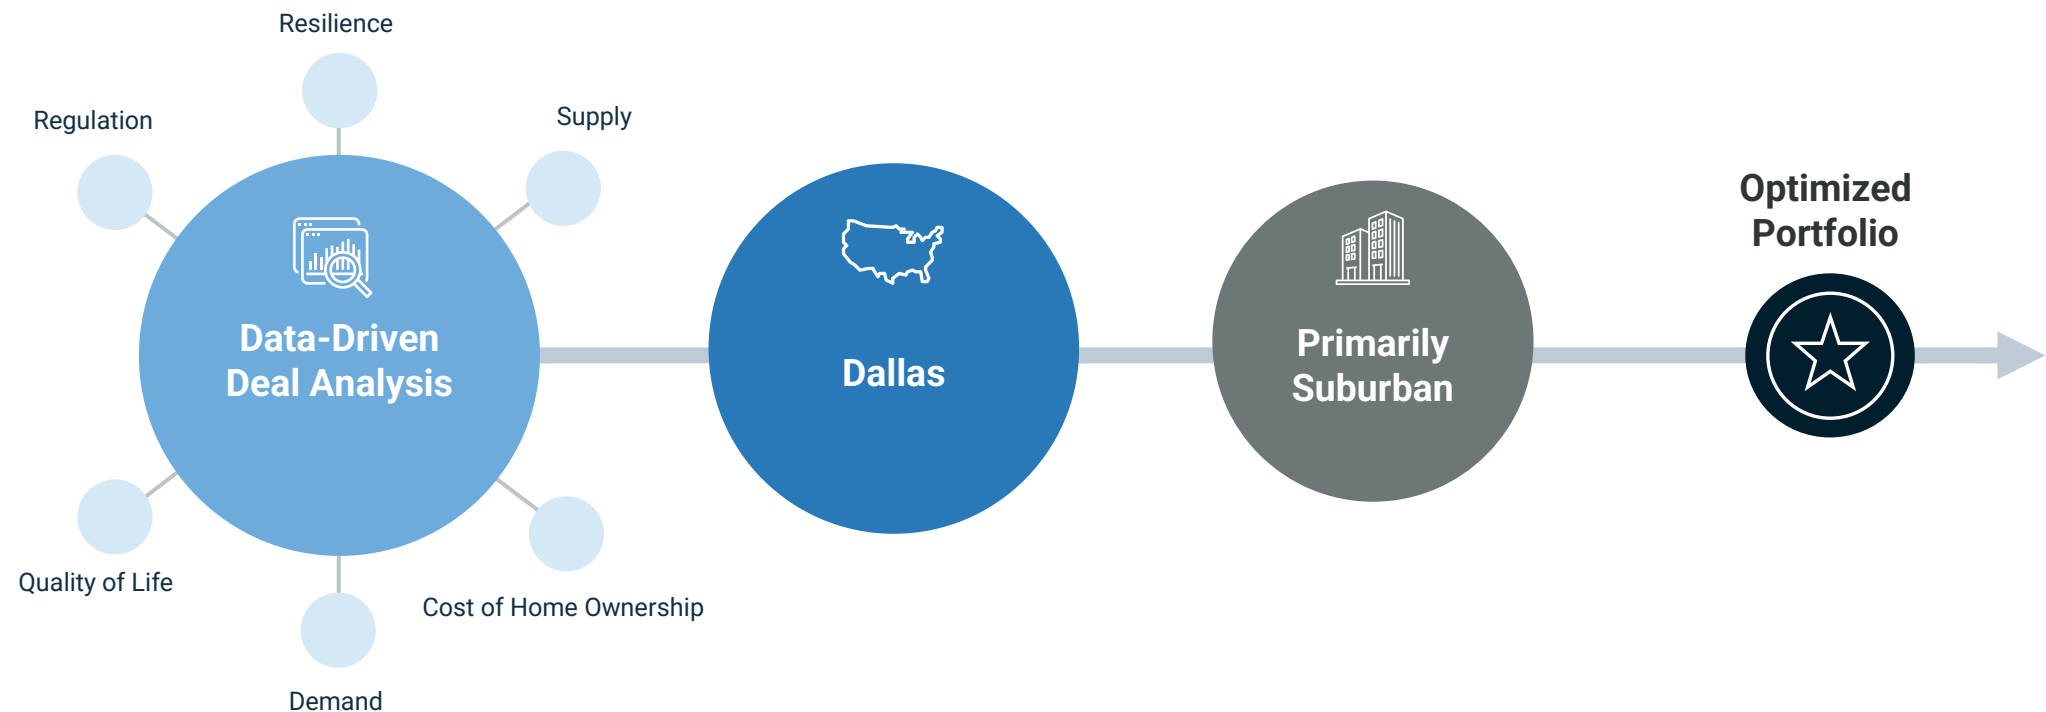 Resilience
Regulation
Supply
Data-Driven
Deal Analysis
Quality of Life
Cost of Home Ownership
Demand
Dallas
Primarily
Suburban
Optimized
Portfolio